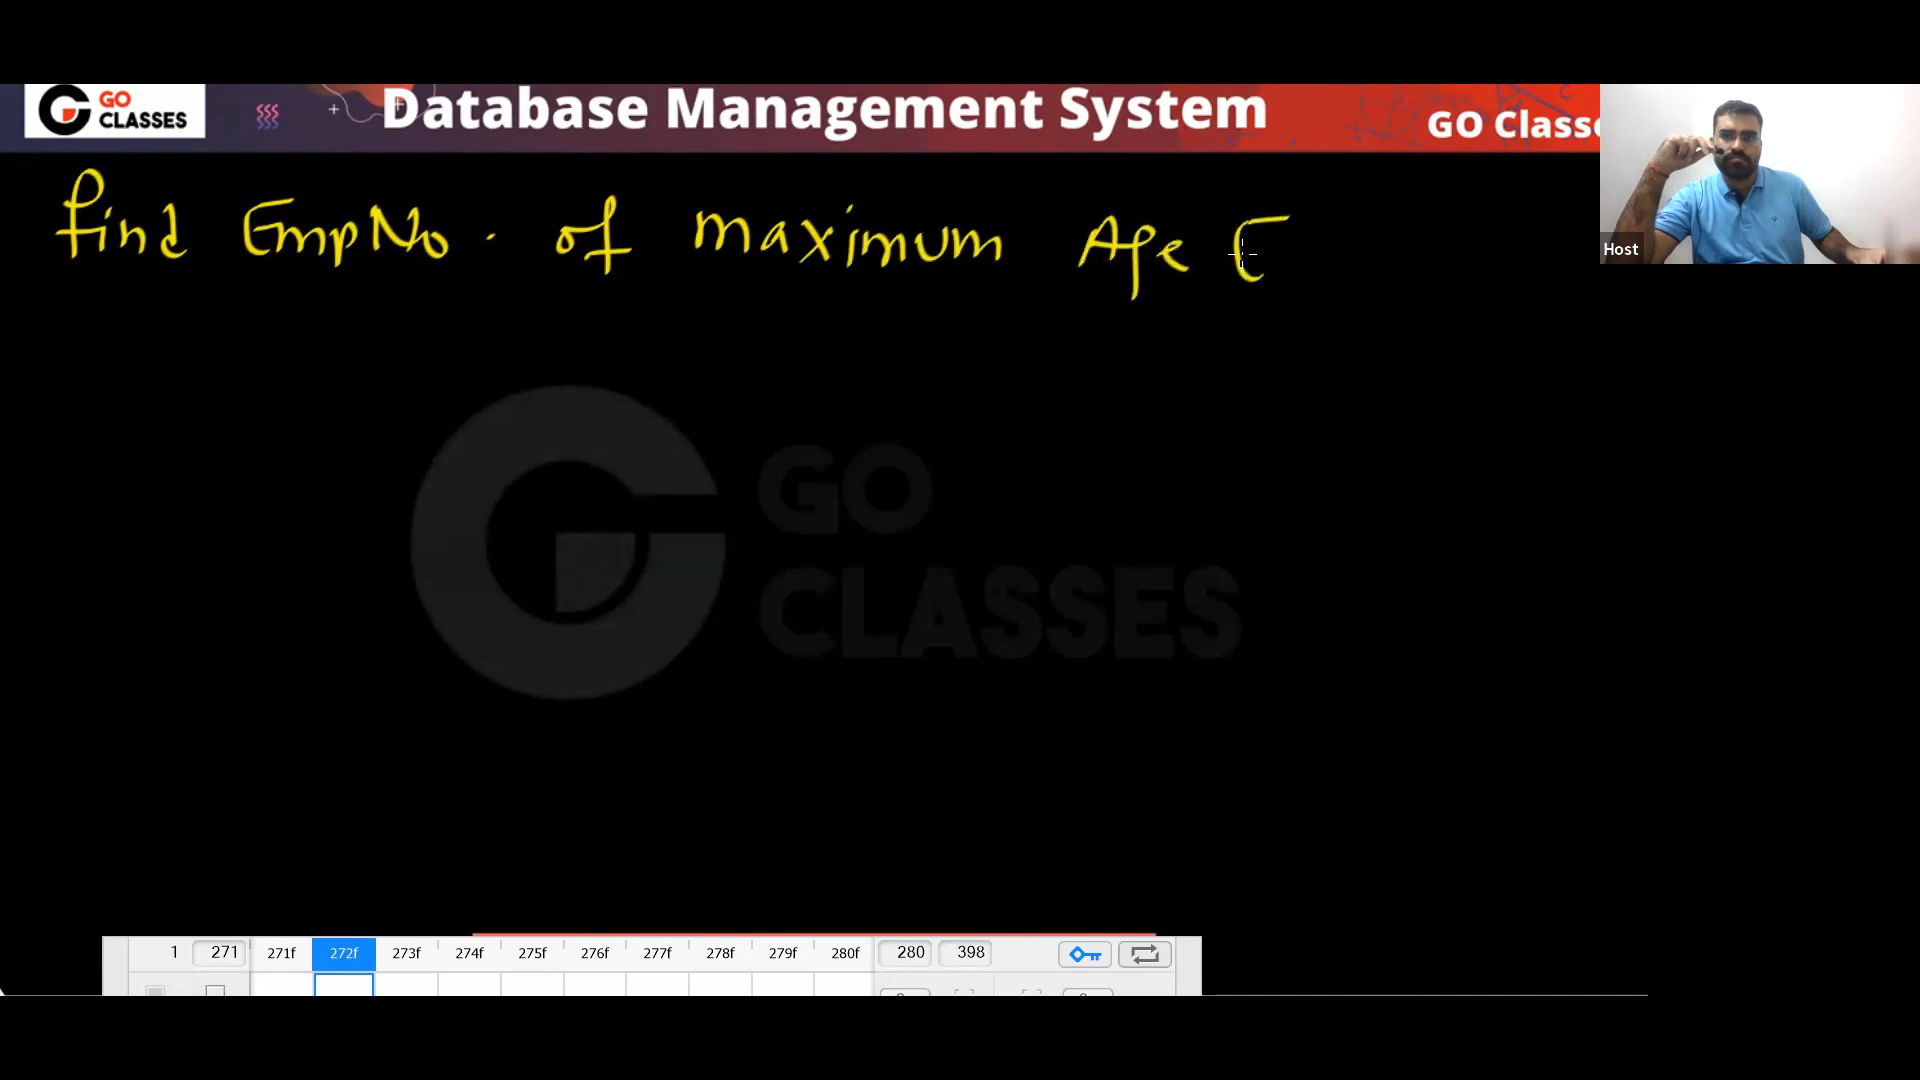 GO
CLASSES
Database Management System
GO Classe
find EmpNo. of maximum Age E
Host
GO
CLASSES
1 271 271f 272f 273f 274f 275f 276f 277f 278f 279f 280f 280 398